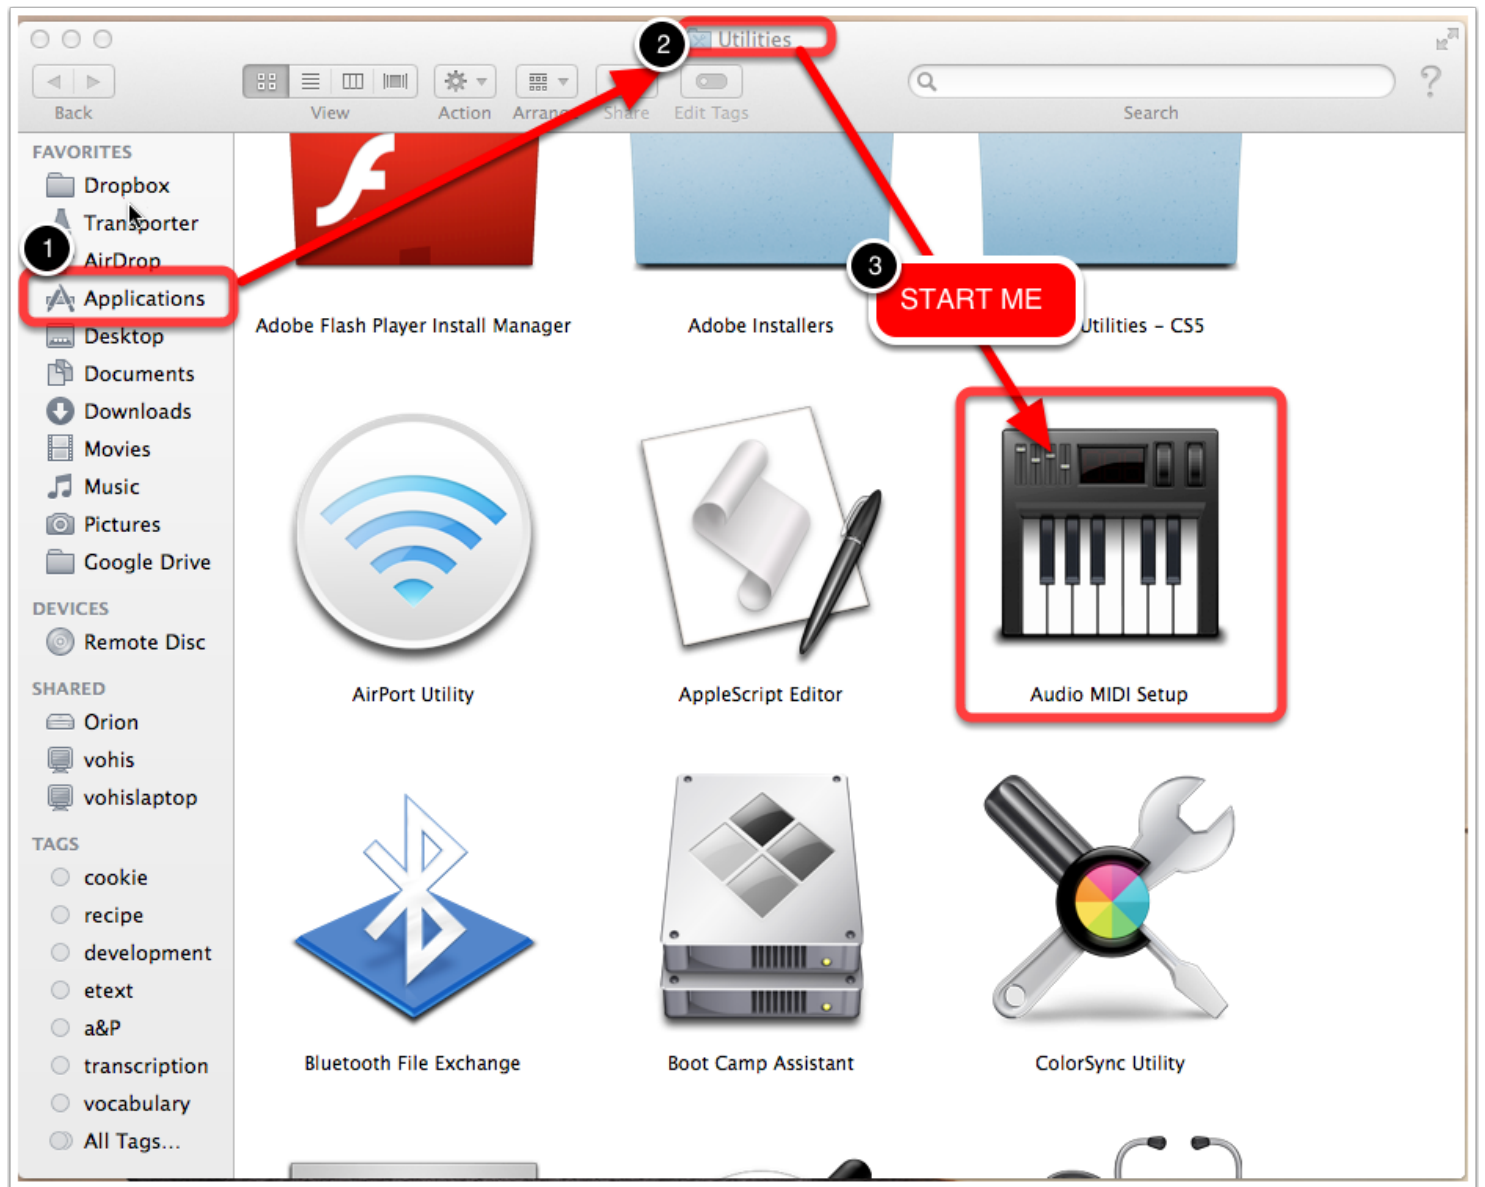 2
Utilities
Back
View
Action
Arrange
Share
Edit Tags
Search
FAVORITES
Dropbox
Transporter
1
AirDrop
Applications
Desktop
Documents
Downloads
Movies
Music
Pictures
Google Drive
DEVICES
Remote Disc
SHARED
Orion
vohis
vohislaptop
TAGS
cookie
recipe
development
etext
a&P
transcription
vocabulary
All Tags...
3
START ME
Adobe Flash Player Install Manager
Adobe Installers
Utilities - CS5
AirPort Utility
AppleScript Editor
Audio MIDI Setup
Bluetooth File Exchange
Boot Camp Assistant
ColorSync Utility